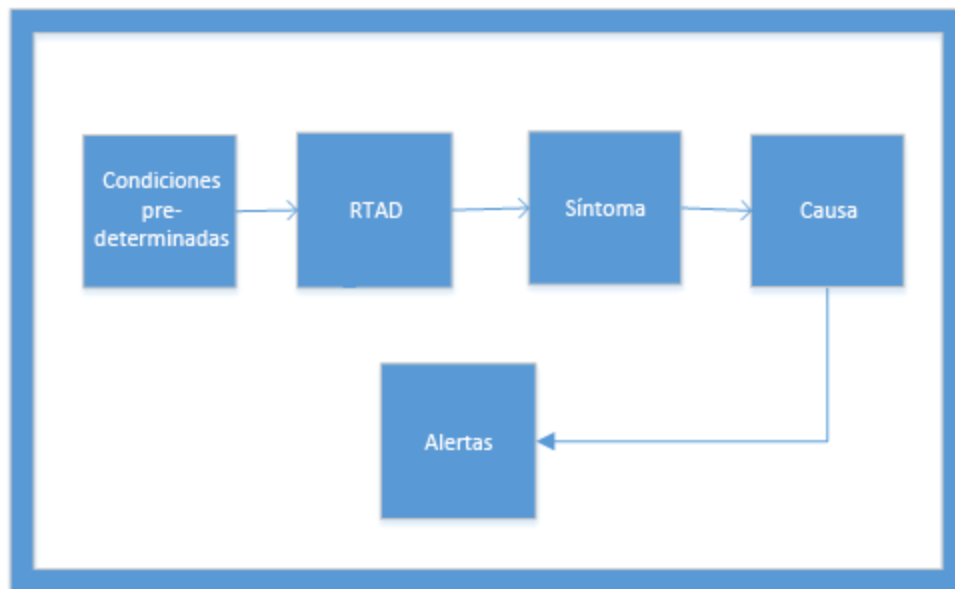 Condiciones
pre-
determinadas
RTAD
Síntoma
Causa
Alertas